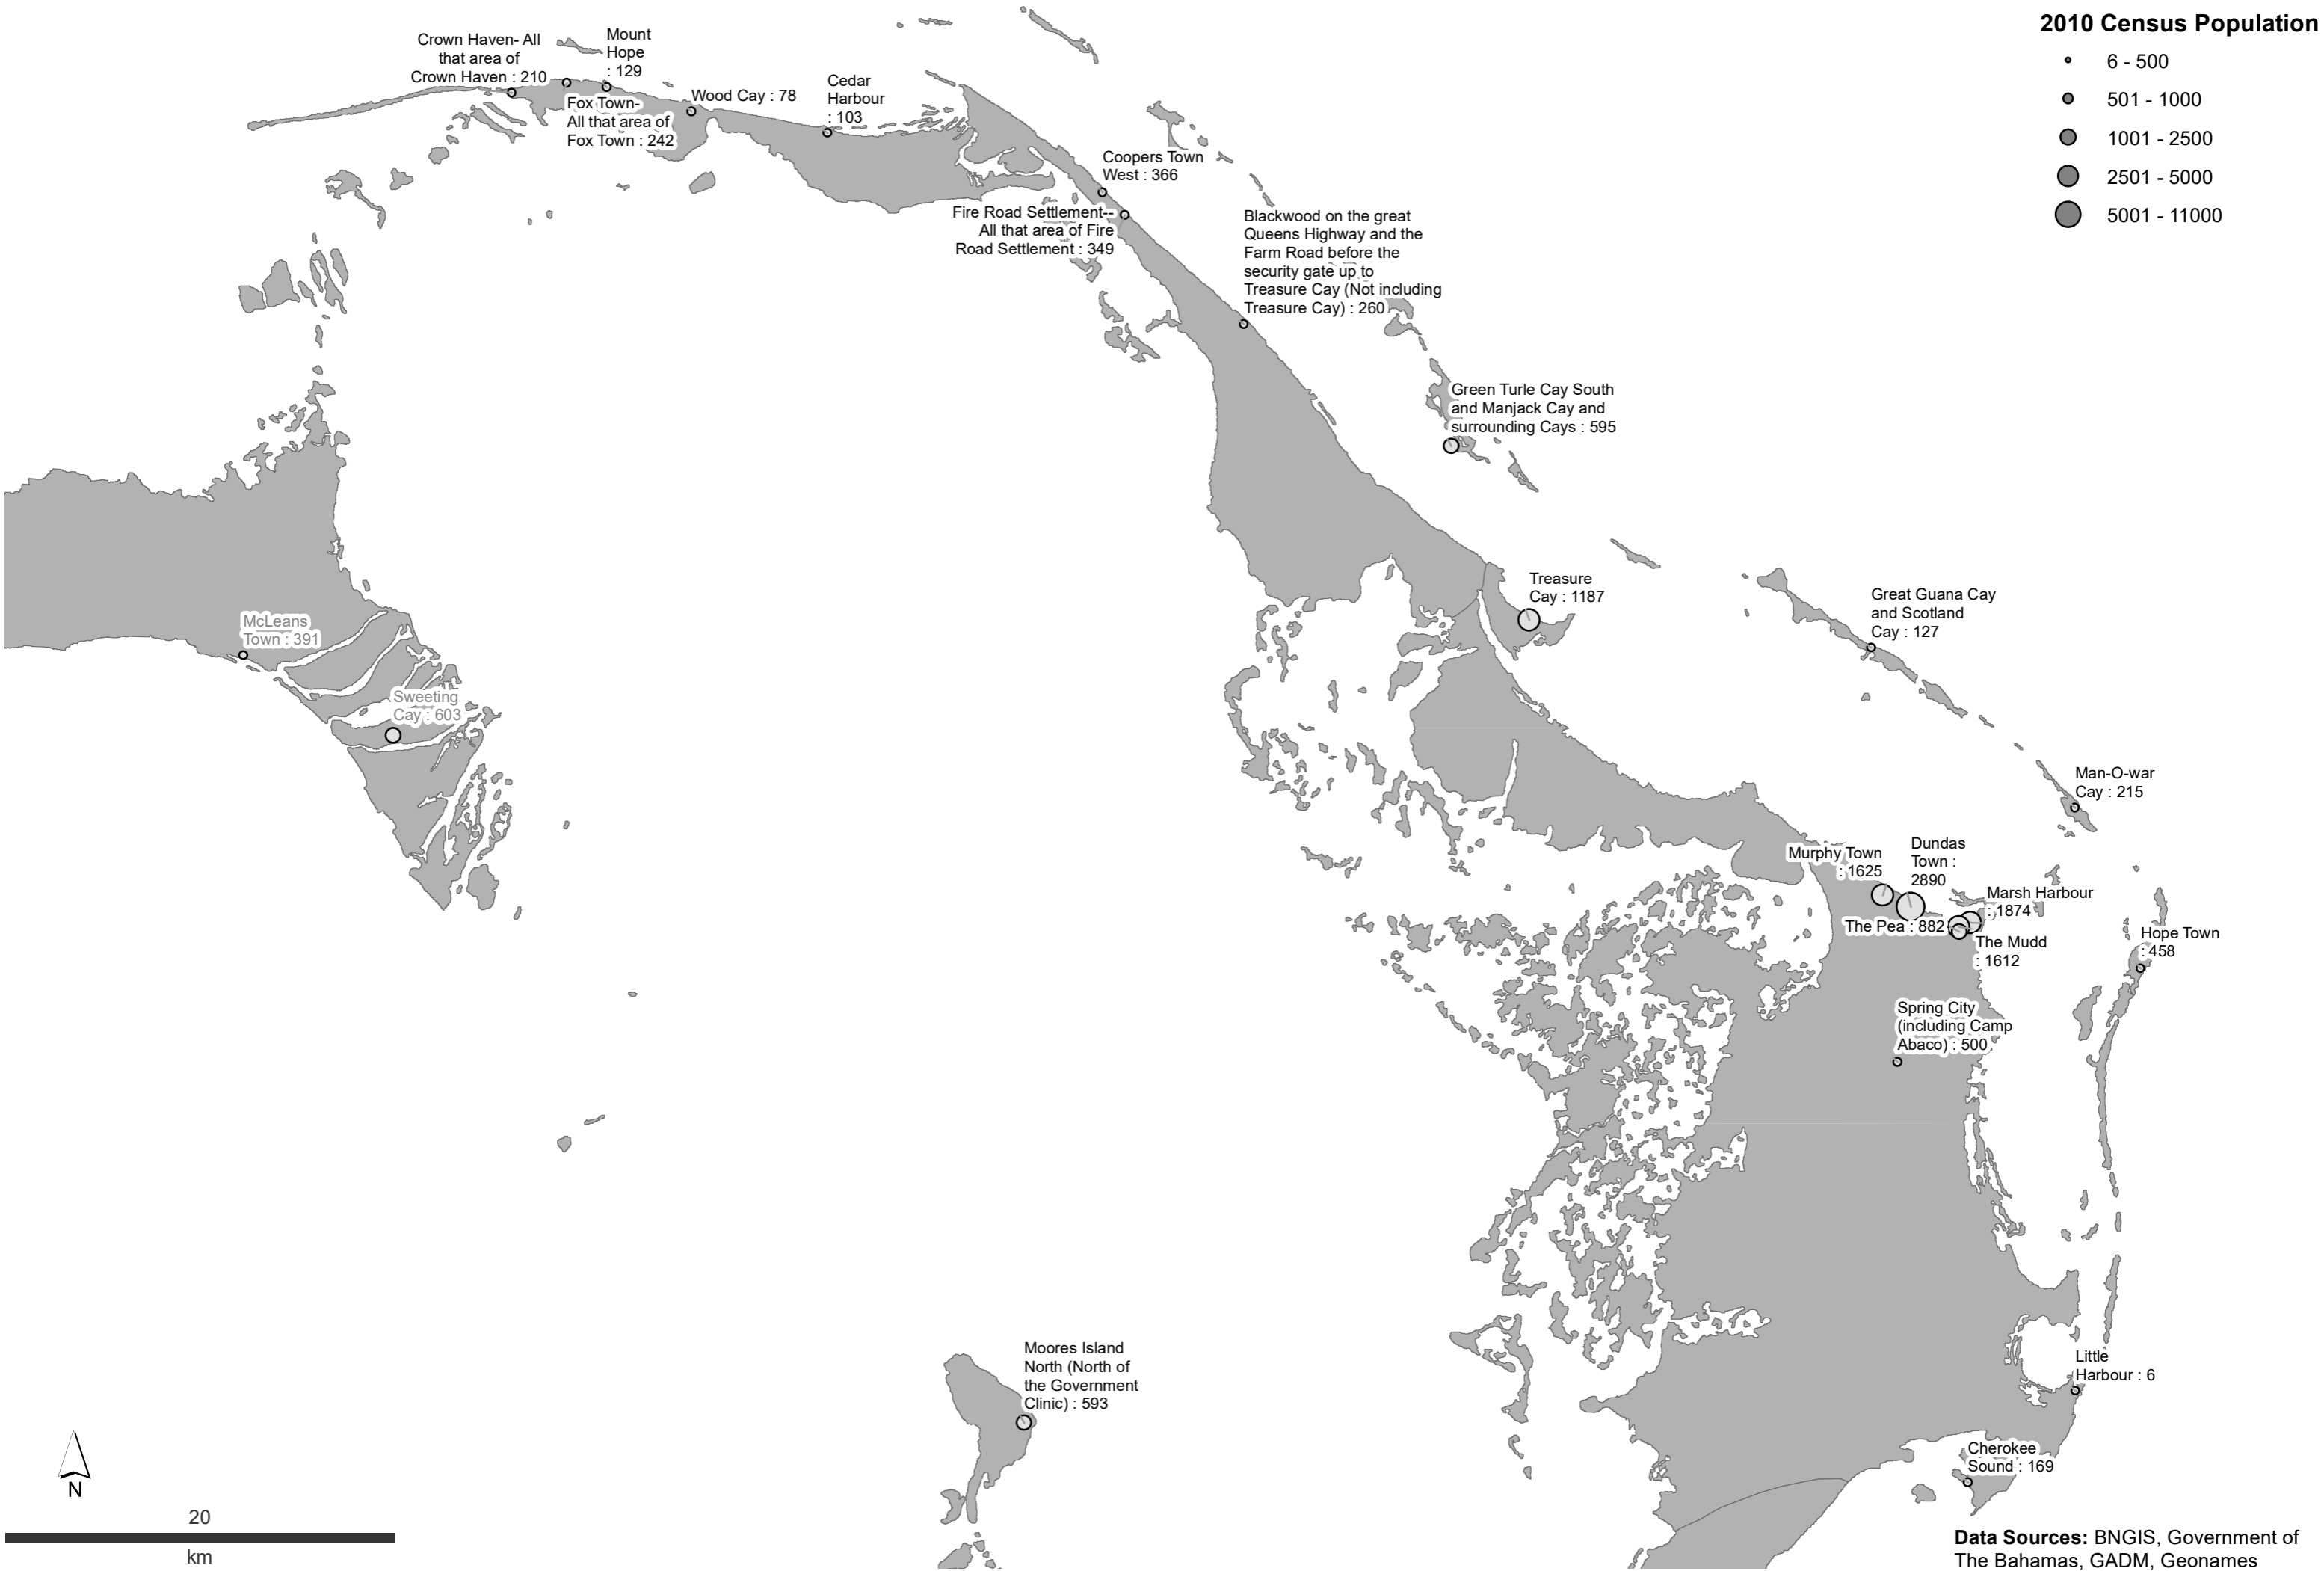 2010 Census Population
6 - 500
501 - 1000
1001 - 2500
2501 - 5000
5001 - 11000
Crown Haven- All
that area of
Crown Haven : 210
Mount
Hope
: 129
Fox Town-
All that area of
Fox Town : 242
Wood Cay : 78
Cedar
Harbour
: 103
Coopers Town
West : 366
Fire Road Settlement--
All that area of Fire
Road Settlement : 349
Blackwood on the great
Queens Highway and the
Farm Road before the
security gate up to
Treasure Cay (Not including
Treasure Cay) : 260
Green Turle Cay South
and Manjack Cay and
surrounding Cays : 595
Treasure
Cay : 1187
Great Guana Cay
and Scotland
Cay : 127
McLeans
Town : 391
Sweeting
Cay : 603
Man-O-war
Cay : 215
Murphy Town
: 1625
Dundas
Town :
2890
Marsh Harbour
: 1874
The Pea : 882
The Mudd
: 1612
Hope Town
: 458
Spring City
(including Camp
Abaco) : 500
Moores Island
North (North of
the Government
Clinic) : 593
Little
Harbour : 6
Cherokee
Sound : 169
N
20
km
Data Sources: BNGIS, Government of
The Bahamas, GADM, Geonames